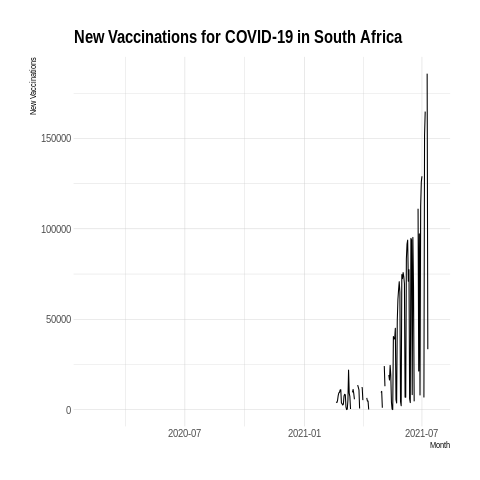 New Vaccinations for COVID-19 in South Africa
New Vaccinations
150000
100000
50000
0
2020-07
2021-01
2021-07
Month